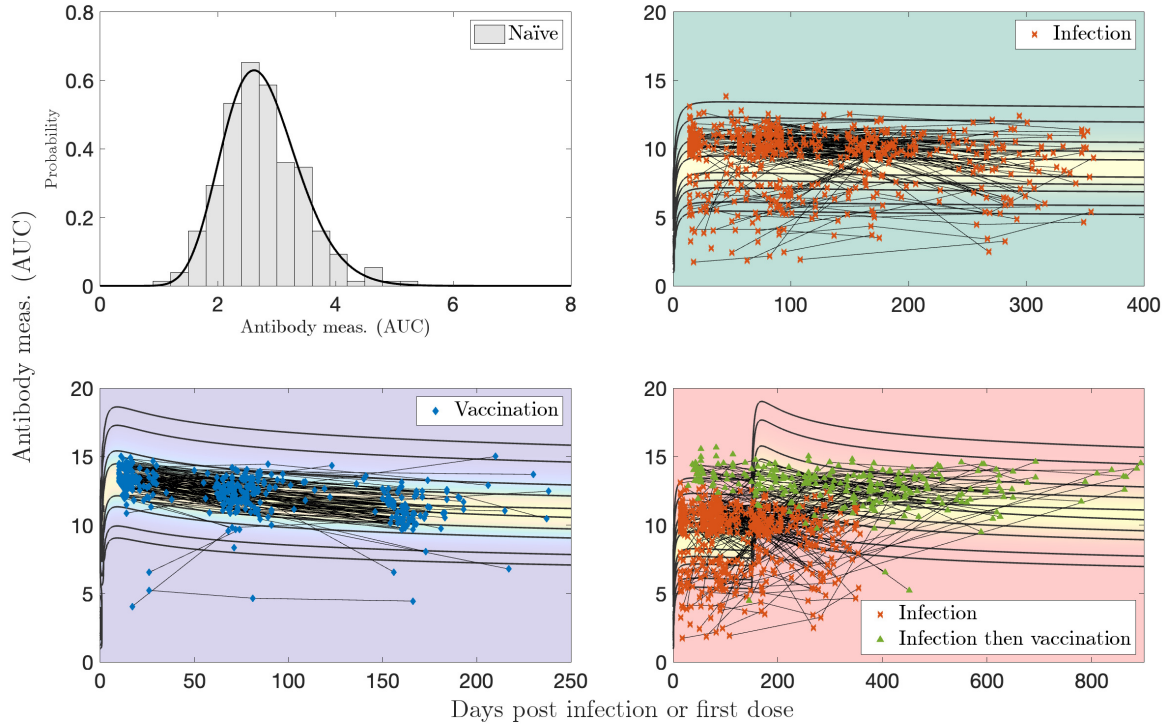 Antibody meas. (AUC)
Days post infection or first dose
0.8
0.6
0.4
0.2
0
Probability
Naïve
0 2 4 6 8
Antibody meas. (AUC)
20
15
10
5
0
Infection
0 100 200 300 400
20
15
10
5
0
Vaccination
0 50 100 150 200 250
20
15
10
5
0
Infection
Infection then vaccination
0 200 400 600 800